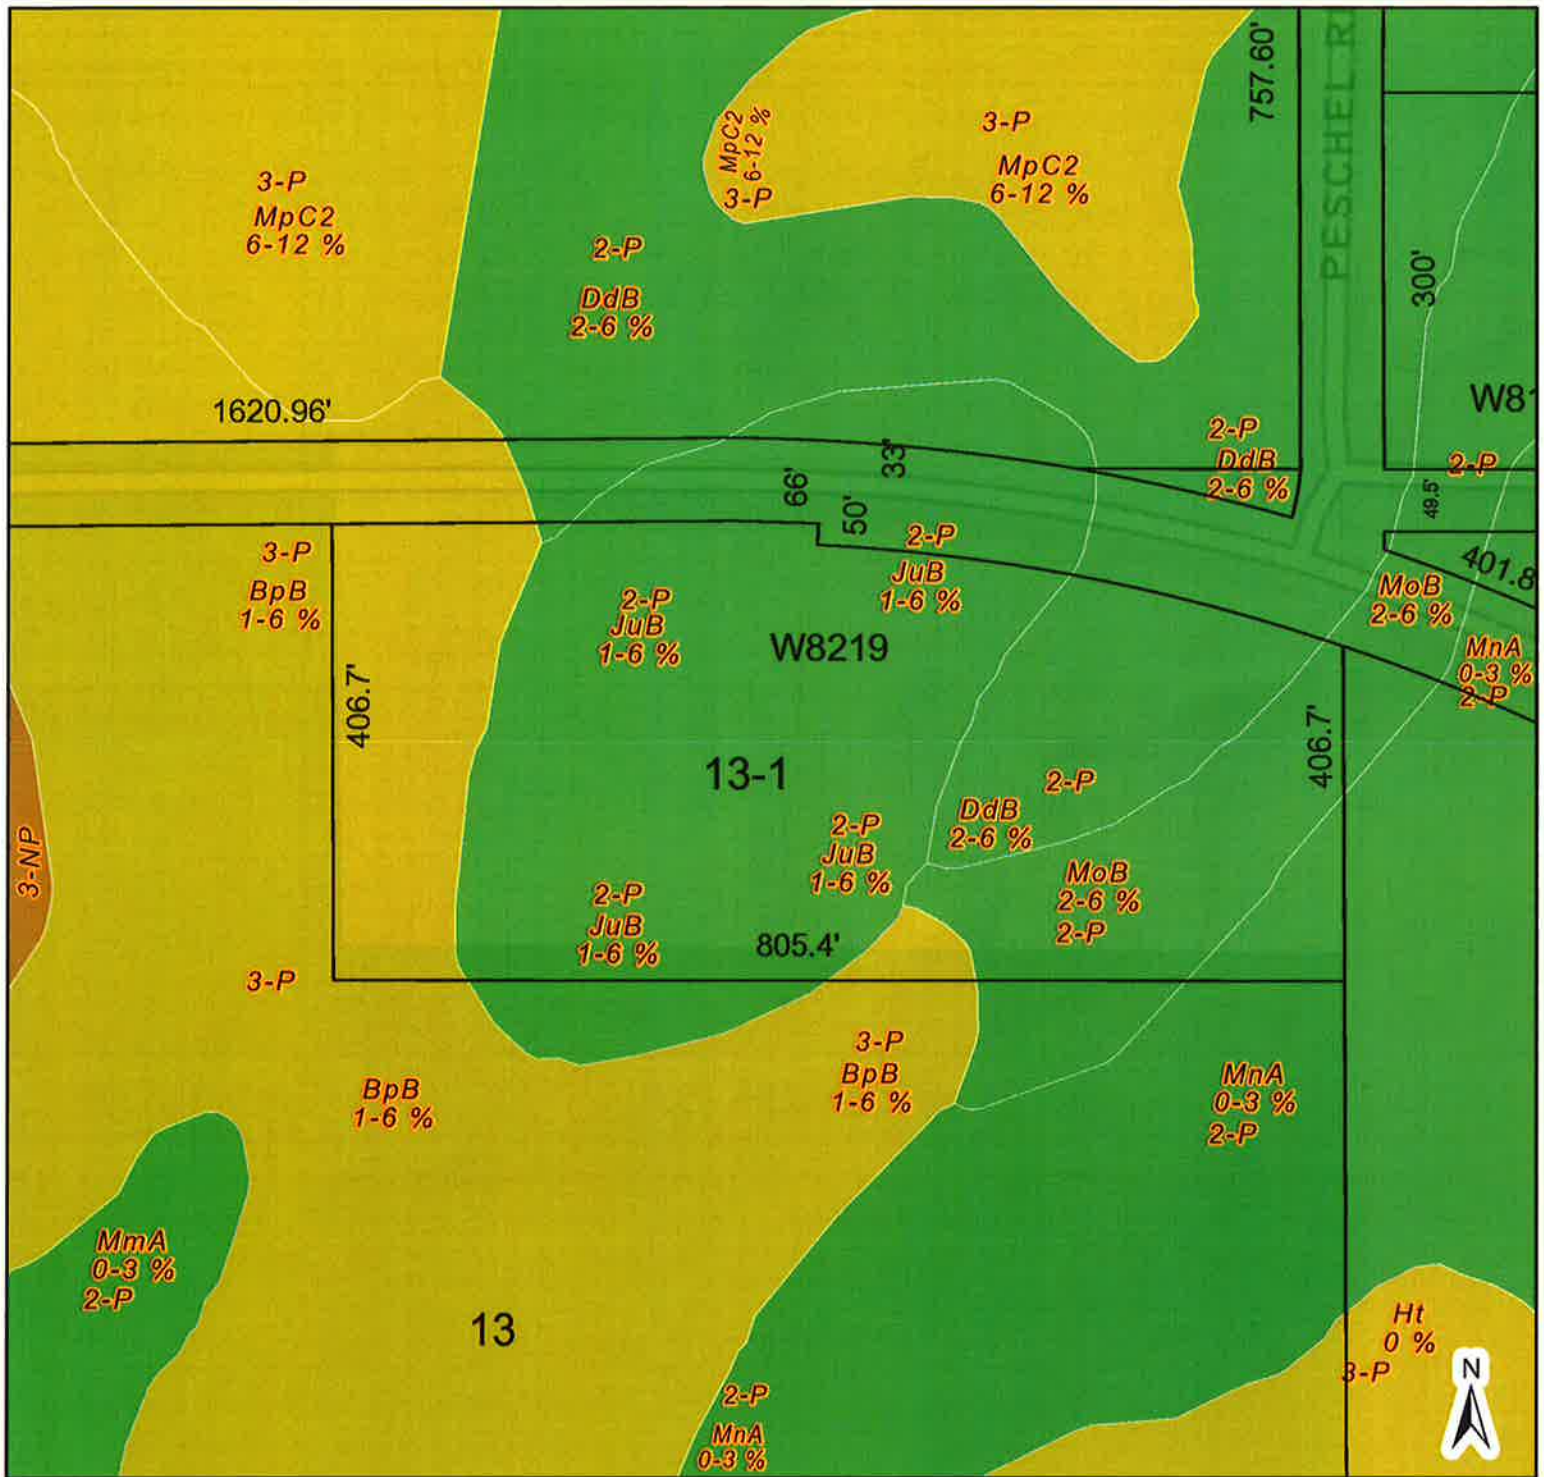 757.60'
PESCHEL R
3-P
MpC2
6-12 %
MpC2
6-12 %
3-P
3-P
MpC2
6-12 %
2-P
DdB
2-6 %
300'
1620.96'
W81
2-P
DdB
2-6 %
2-P
33'
66'
50'
49.5'
3-P
BpB
1-6 %
2-P
JuB
1-6 %
2-P
JuB
1-6 %
W8219
401.8
MoB
2-6 %
MnA
0-3 %
2-P
406.7'
406.7'
13-1
2-P
DdB
2-6 %
2-P
JuB
1-6 %
3-NP
2-P
JuB
1-6 %
MoB
2-6 %
2-P
805.4'
3-P
3-P
BpB
1-6 %
BpB
1-6 %
MnA
0-3 %
2-P
MmA
0-3 %
2-P
13
Ht
0 %
3-P
2-P
MnA
0-3 %
N